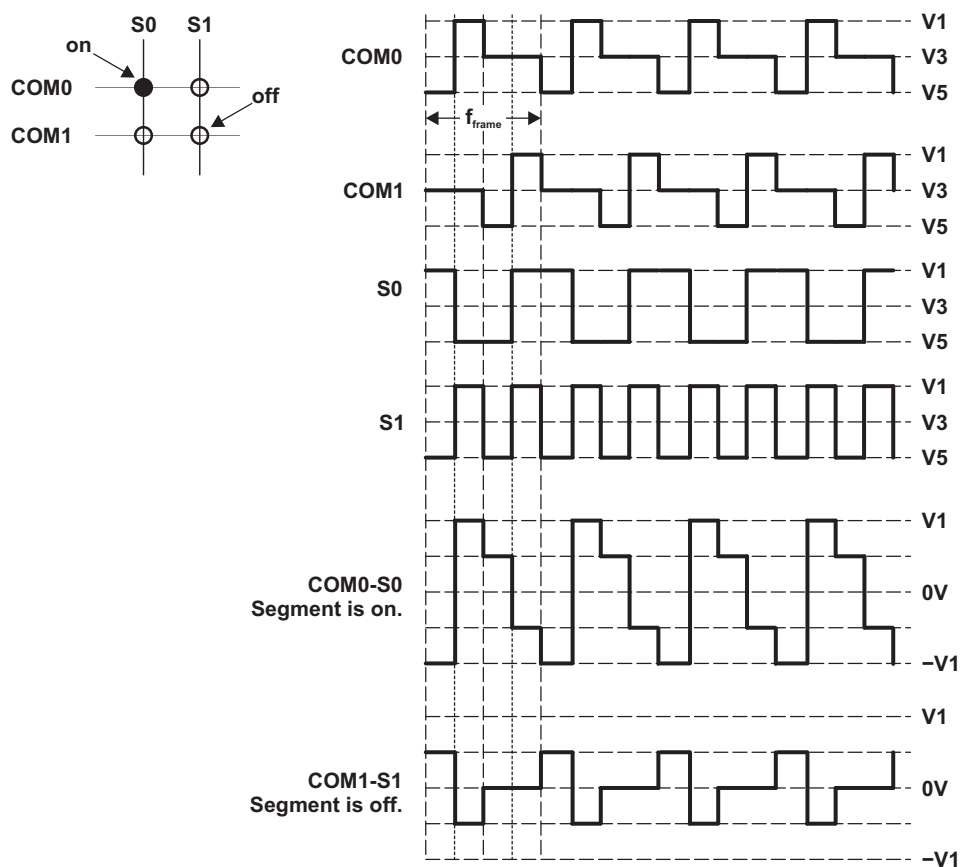 S0 S1
on
COM0
off
COM1
COM0
V1
V3
V5
fframe
COM1
V1
V3
V5
S0
V1
V3
V5
S1
V1
V3
V5
COM0-S0
Segment is on.
V1
0V
−V1
COM1-S1
Segment is off.
V1
0V
−V1